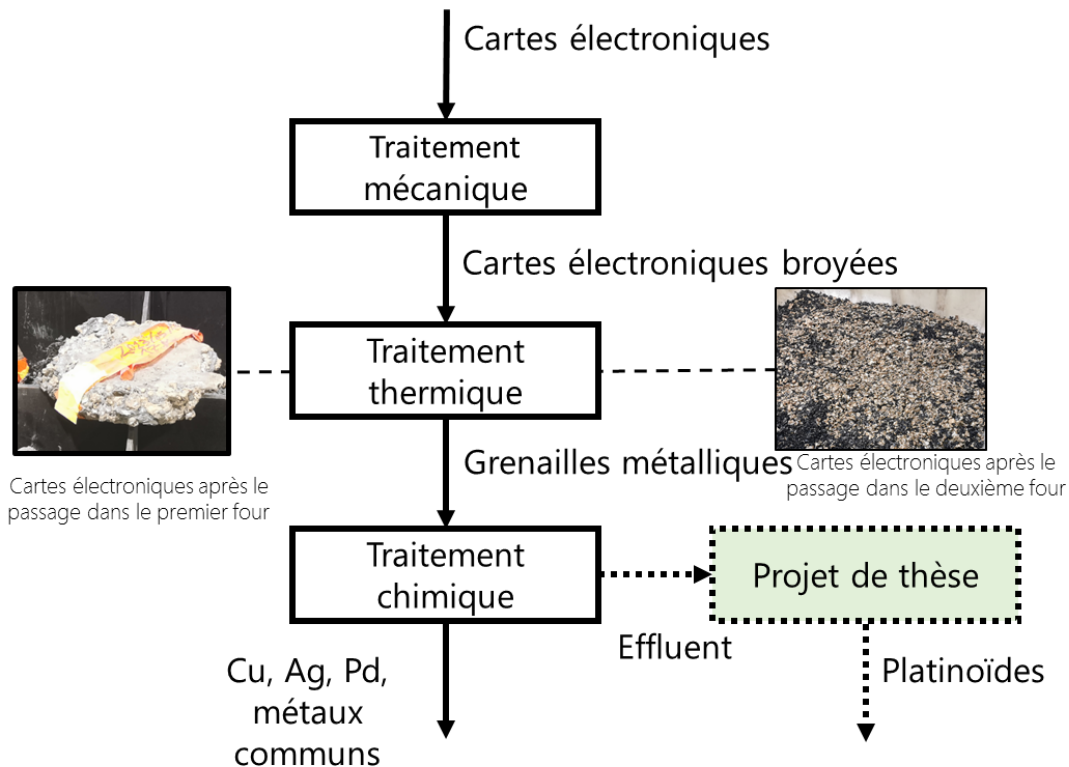 Cartes électroniques
Traitement
mécanique
Cartes électroniques broyées
Traitement
thermique
Grenailles métalliques
Cartes électroniques après le
passage dans le premier four
Cartes électroniques après le
passage dans le deuxième four
Traitement
chimique
Projet de thèse
Effluent
Cu, Ag, Pd,
métaux
communs
Platinoïdes